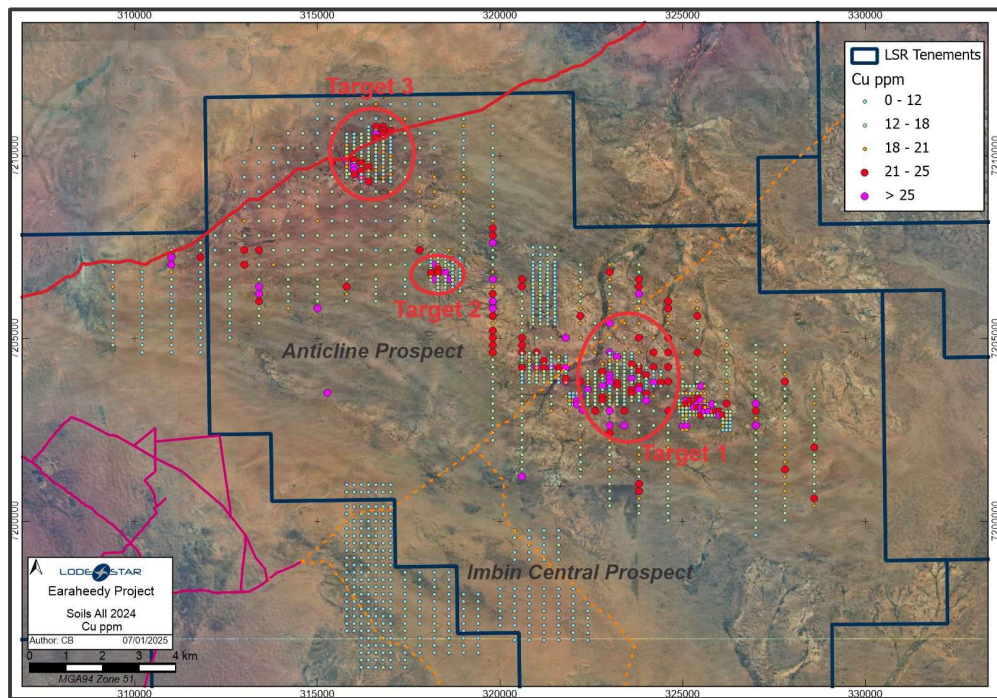 310000
315000
320000
325000
330000
LSR Tenements
Cu ppm
0 - 12
12 - 18
18 - 21
21 - 25
> 25
Target 3
7210000
7210000
Target 2
Anticline Prospect
7205000
7205000
Target 1
7200000
7200000
Imbin Central Prospect
LODESTAR
Earaheedy Project
Soils All 2024
Cu ppm
Author: CB
07/01/2025
0 1 2 3 4 km
MGA94 Zone 51
310000
315000
320000
325000
330000